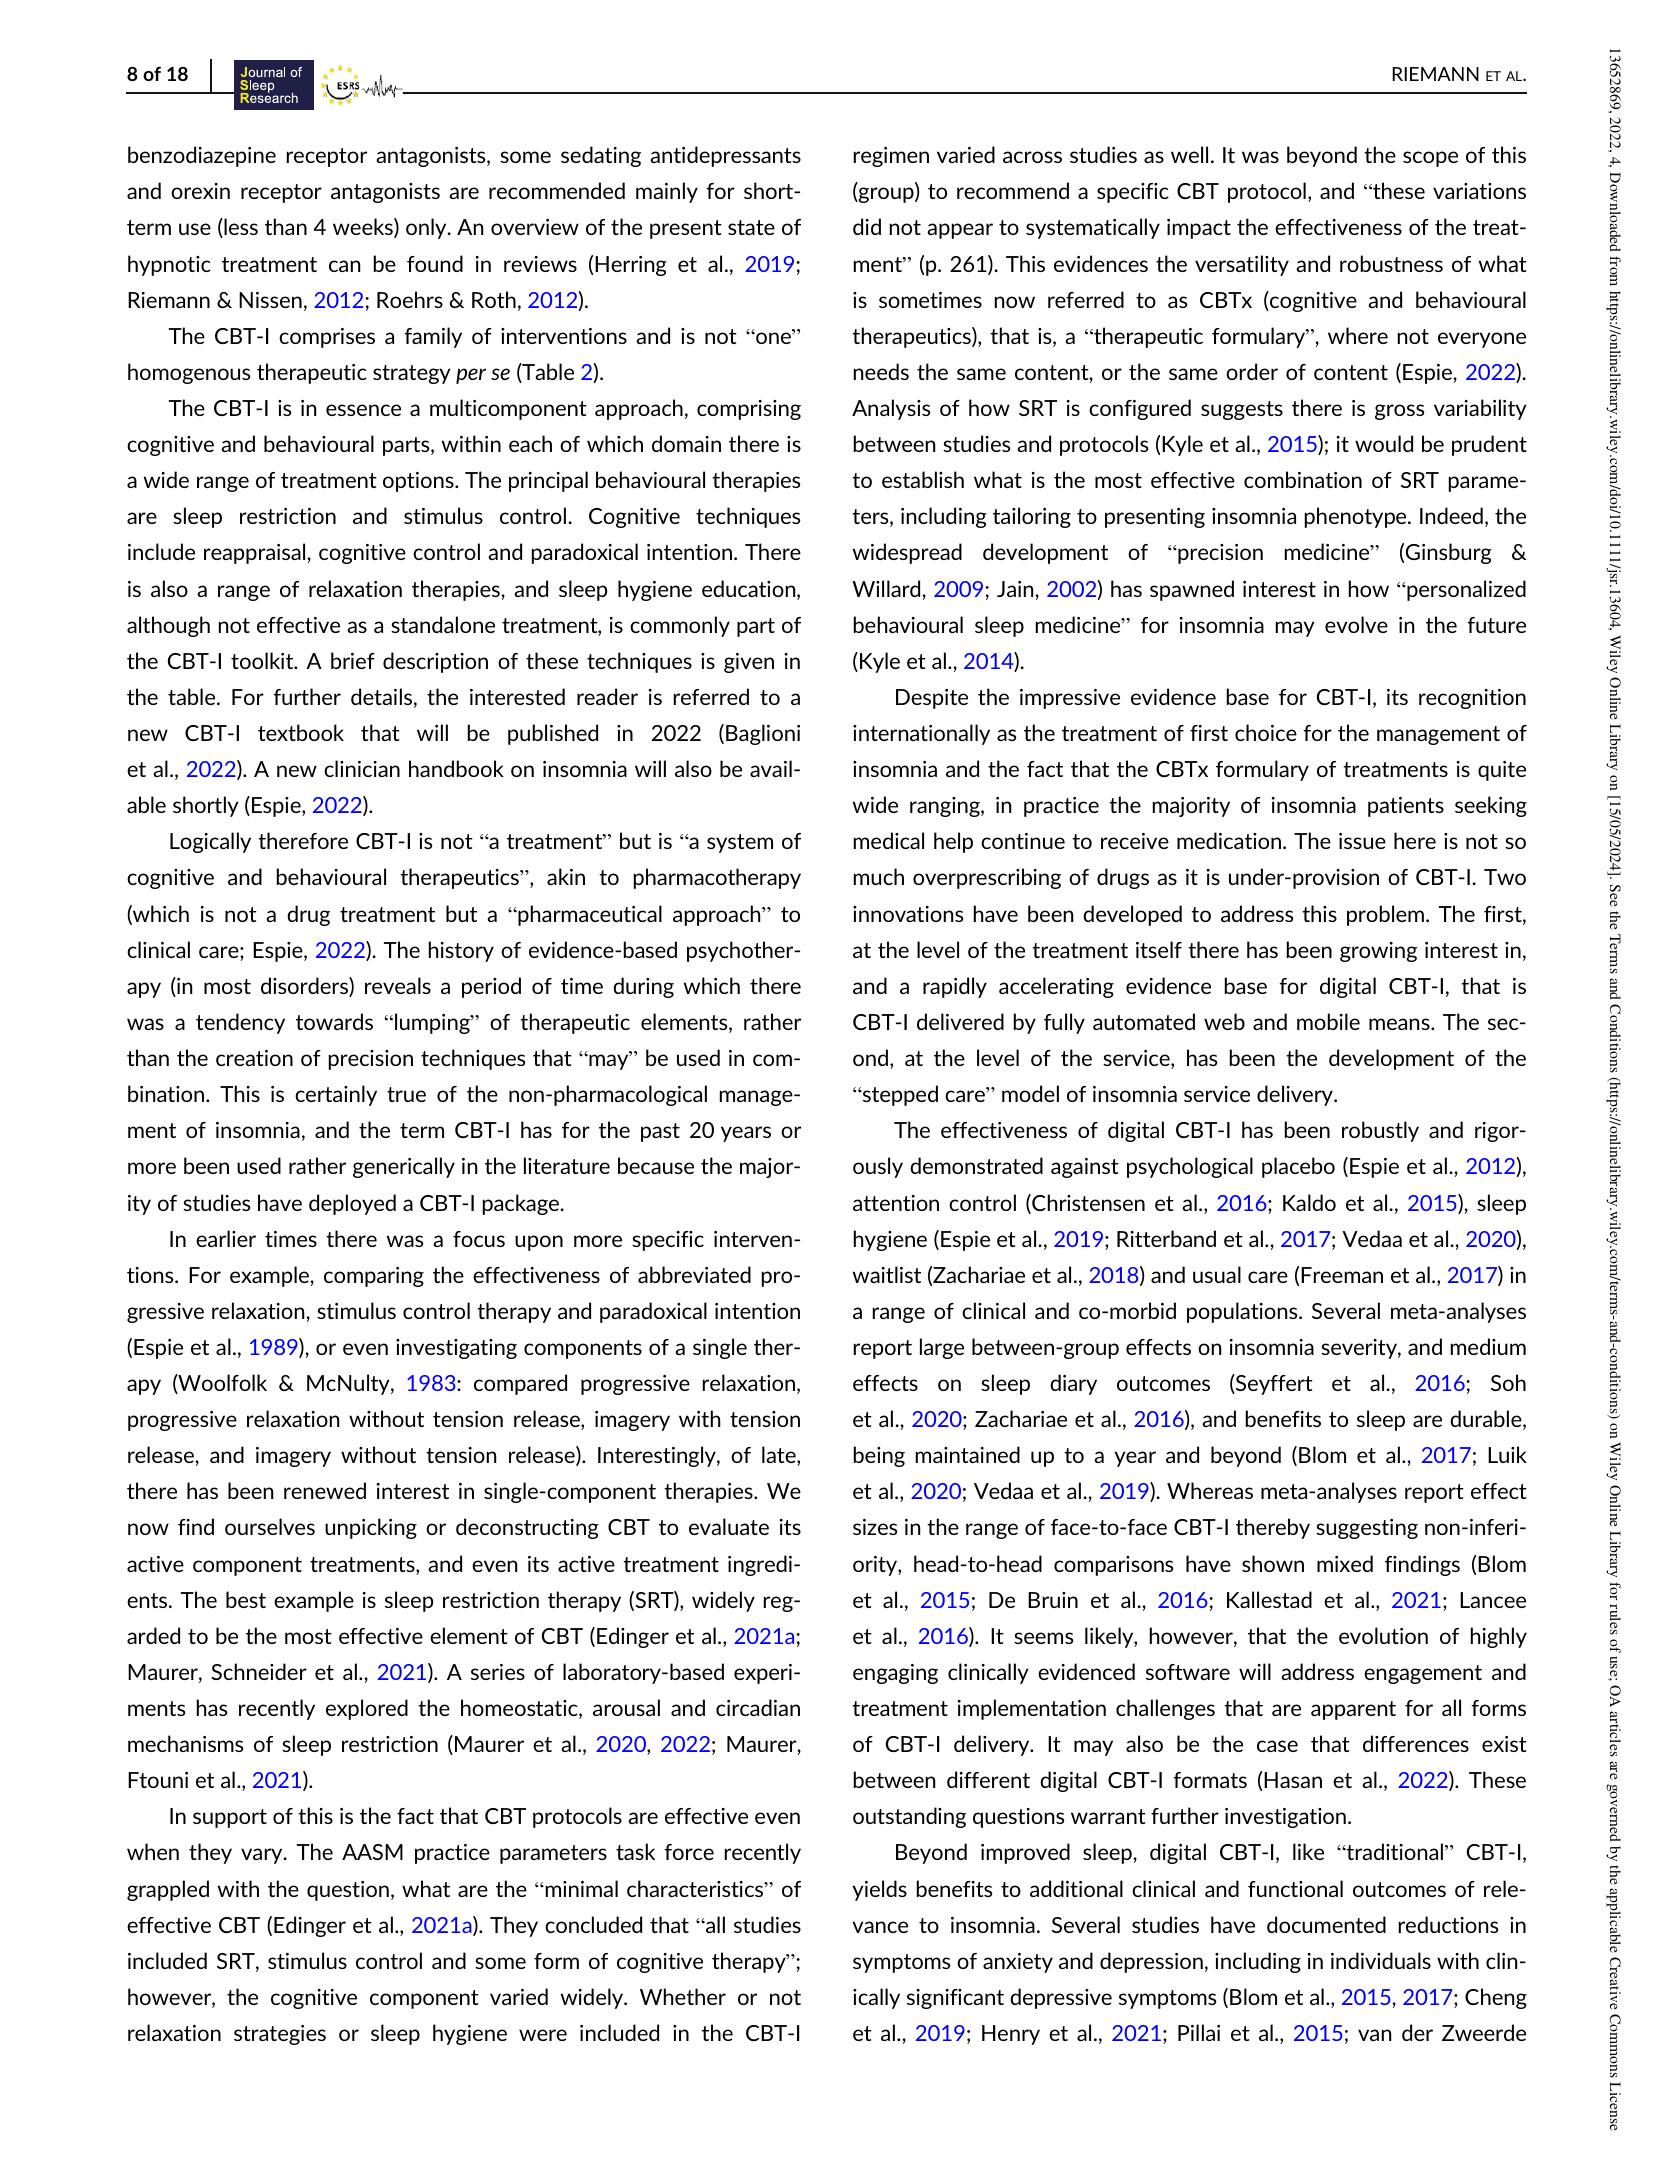 8 of 18
Journal of
Sleep
Research
ESRS
RIEMANN ET AL.
benzodiazepine receptor antagonists, some sedating antidepressants
and orexin receptor antagonists are recommended mainly for short-
term use (less than 4 weeks) only. An overview of the present state of
hypnotic treatment can be found in reviews (Herring et al., 2019;
Riemann & Nissen, 2012; Roehrs & Roth, 2012).
The CBT-I comprises a family of interventions and is not “one”
homogenous therapeutic strategy per se (Table 2).
The CBT-I is in essence a multicomponent approach, comprising
cognitive and behavioural parts, within each of which domain there is
a wide range of treatment options. The principal behavioural therapies
are sleep restriction and stimulus control. Cognitive techniques
include reappraisal, cognitive control and paradoxical intention. There
is also a range of relaxation therapies, and sleep hygiene education,
although not effective as a standalone treatment, is commonly part of
the CBT-I toolkit. A brief description of these techniques is given in
the table. For further details, the interested reader is referred to a
new CBT-I textbook that will be published in 2022 (Baglioni
et al., 2022). A new clinician handbook on insomnia will also be avail-
able shortly (Espie, 2022).
Logically therefore CBT-I is not “a treatment” but is “a system of
cognitive and behavioural therapeutics”, akin to pharmacotherapy
(which is not a drug treatment but a “pharmaceutical approach” to
clinical care; Espie, 2022). The history of evidence-based psychother-
apy (in most disorders) reveals a period of time during which there
was a tendency towards “lumping” of therapeutic elements, rather
than the creation of precision techniques that “may” be used in com-
bination. This is certainly true of the non-pharmacological manage-
ment of insomnia, and the term CBT-I has for the past 20 years or
more been used rather generically in the literature because the major-
ity of studies have deployed a CBT-I package.
In earlier times there was a focus upon more specific interven-
tions. For example, comparing the effectiveness of abbreviated pro-
gressive relaxation, stimulus control therapy and paradoxical intention
(Espie et al., 1989), or even investigating components of a single ther-
apy (Woolfolk & McNulty, 1983: compared progressive relaxation,
progressive relaxation without tension release, imagery with tension
release, and imagery without tension release). Interestingly, of late,
there has been renewed interest in single-component therapies. We
now find ourselves unpicking or deconstructing CBT to evaluate its
active component treatments, and even its active treatment ingredi-
ents. The best example is sleep restriction therapy (SRT), widely reg-
arded to be the most effective element of CBT (Edinger et al., 2021a;
Maurer, Schneider et al., 2021). A series of laboratory-based experi-
ments has recently explored the homeostatic, arousal and circadian
mechanisms of sleep restriction (Maurer et al., 2020, 2022; Maurer,
Ftouni et al., 2021).
In support of this is the fact that CBT protocols are effective even
when they vary. The AASM practice parameters task force recently
grappled with the question, what are the “minimal characteristics” of
effective CBT (Edinger et al., 2021a). They concluded that “all studies
included SRT, stimulus control and some form of cognitive therapy”;
however, the cognitive component varied widely. Whether or not
relaxation strategies or sleep hygiene were included in the CBT-I
regimen varied across studies as well. It was beyond the scope of this
(group) to recommend a specific CBT protocol, and “these variations
did not appear to systematically impact the effectiveness of the treat-
ment” (p. 261). This evidences the versatility and robustness of what
is sometimes now referred to as CBTx (cognitive and behavioural
therapeutics), that is, a “therapeutic formulary”, where not everyone
needs the same content, or the same order of content (Espie, 2022).
Analysis of how SRT is configured suggests there is gross variability
between studies and protocols (Kyle et al., 2015); it would be prudent
to establish what is the most effective combination of SRT parame-
ters, including tailoring to presenting insomnia phenotype. Indeed, the
widespread development of “precision medicine” (Ginsburg &
Willard, 2009; Jain, 2002) has spawned interest in how “personalized
behavioural sleep medicine” for insomnia may evolve in the future
(Kyle et al., 2014).
Despite the impressive evidence base for CBT-I, its recognition
internationally as the treatment of first choice for the management of
insomnia and the fact that the CBTx formulary of treatments is quite
wide ranging, in practice the majority of insomnia patients seeking
medical help continue to receive medication. The issue here is not so
much overprescribing of drugs as it is under-provision of CBT-I. Two
innovations have been developed to address this problem. The first,
at the level of the treatment itself there has been growing interest in,
and a rapidly accelerating evidence base for digital CBT-I, that is
CBT-I delivered by fully automated web and mobile means. The sec-
ond, at the level of the service, has been the development of the
“stepped care” model of insomnia service delivery.
The effectiveness of digital CBT-I has been robustly and rigor-
ously demonstrated against psychological placebo (Espie et al., 2012),
attention control (Christensen et al., 2016; Kaldo et al., 2015), sleep
hygiene (Espie et al., 2019; Ritterband et al., 2017; Vedaa et al., 2020),
waitlist (Zachariae et al., 2018) and usual care (Freeman et al., 2017) in
a range of clinical and co-morbid populations. Several meta-analyses
report large between-group effects on insomnia severity, and medium
effects on sleep diary outcomes (Seyffert et al., 2016; Soh
et al., 2020; Zachariae et al., 2016), and benefits to sleep are durable,
being maintained up to a year and beyond (Blom et al., 2017; Luik
et al., 2020; Vedaa et al., 2019). Whereas meta-analyses report effect
sizes in the range of face-to-face CBT-I thereby suggesting non-inferi-
ority, head-to-head comparisons have shown mixed findings (Blom
et al., 2015; De Bruin et al., 2016; Kallestad et al., 2021; Lancee
et al., 2016). It seems likely, however, that the evolution of highly
engaging clinically evidenced software will address engagement and
treatment implementation challenges that are apparent for all forms
of CBT-I delivery. It may also be the case that differences exist
between different digital CBT-I formats (Hasan et al., 2022). These
outstanding questions warrant further investigation.
Beyond improved sleep, digital CBT-I, like “traditional” CBT-I,
yields benefits to additional clinical and functional outcomes of rele-
vance to insomnia. Several studies have documented reductions in
symptoms of anxiety and depression, including in individuals with clin-
ically significant depressive symptoms (Blom et al., 2015, 2017; Cheng
et al., 2019; Henry et al., 2021; Pillai et al., 2015; van der Zweerde
13652869, 2022, 4, Downloaded from https://onlinelibrary.wiley.com/doi/10.1111/jsr.13604, Wiley Online Library on [15/05/2024]. See the Terms and Conditions (https://onlinelibrary.wiley.com/terms-and-conditions) on Wiley Online Library for rules of use; OA articles are governed by the applicable Creative Commons License